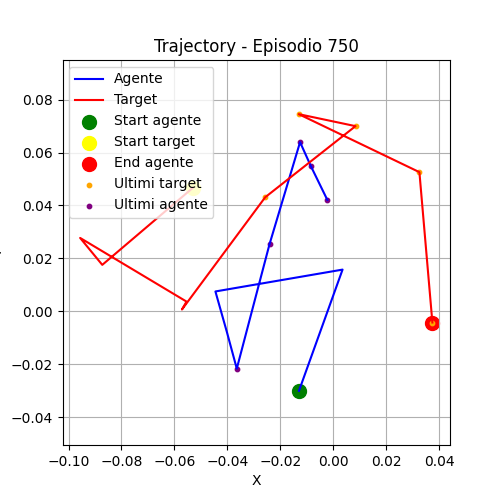 Trajectory - Episodio 750
Agente
Target
Start agente
Start target
End agente
Ultimi target
Ultimi agente
0.08
0.06
0.04
0.02
0.00
−0.02
−0.04
−0.10 −0.08 −0.06 −0.04 −0.02 0.00 0.02 0.04
X